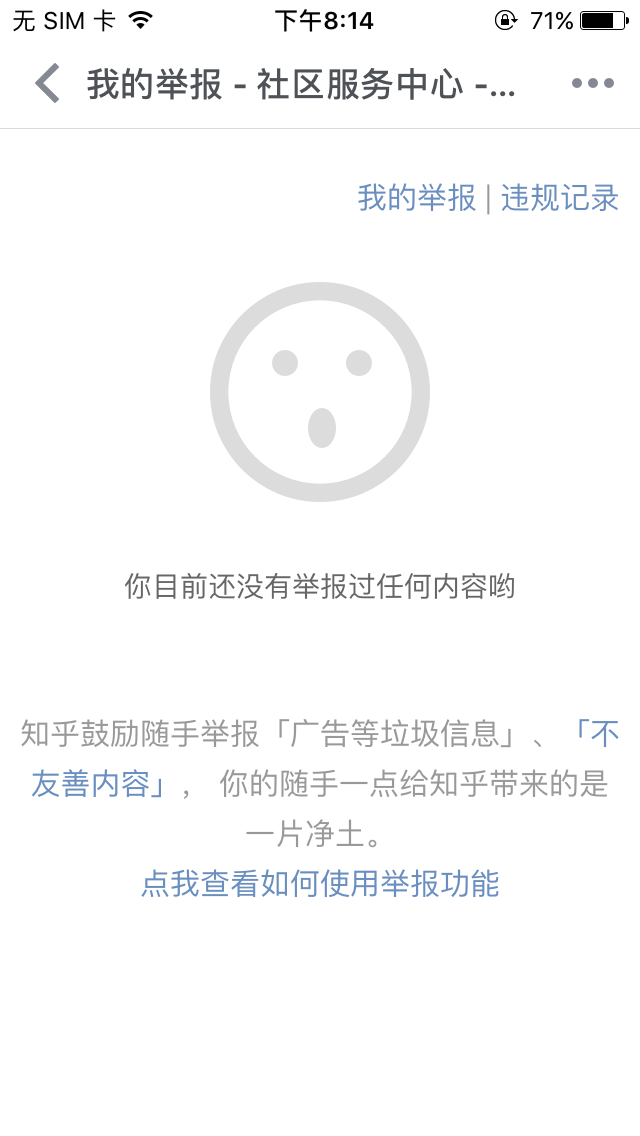 无 SIM 卡 下午8:14 71%
我的举报 - 社区服务中心 -...
我的举报 | 违规记录
你目前还没有举报过任何内容哟
知乎鼓励随手举报「广告等垃圾信息」、「不
友善内容」， 你的随手一点给知乎带来的是
一片净土。
点我查看如何使用举报功能